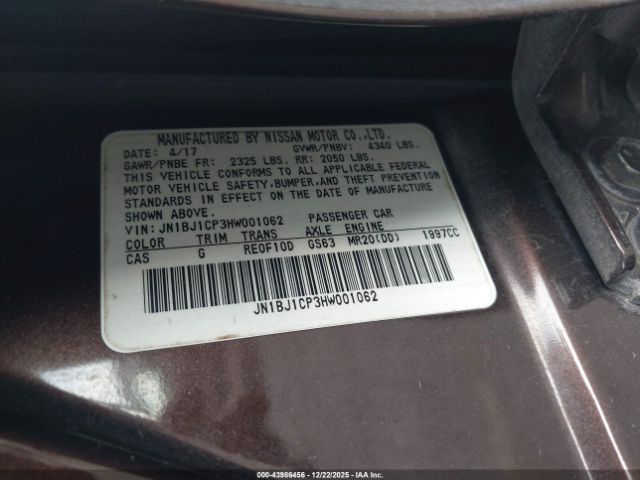 MANUFACTURED BY NISSAN MOTOR CO.,LTD.
DATE: 4/17 GVWR/PNBV: 4340 LBS.
GAWR/PNBE FR: 2325 LBS. RR: 2050 LBS.
THIS VEHICLE CONFORMS TO ALL APPLICABLE FEDERAL
MOTOR VEHICLE SAFETY,BUMPER,AND THEFT PREVENTION
STANDARDS IN EFFECT ON THE DATE OF MANUFACTURE
SHOWN ABOVE.
VIN:JN1BJ1CP3HW001062 PASSENGER CAR
COLOR TRIM TRANS AXLE ENGINE
CAS G RE0F10D GS63 MR20(DD) 1997CC
JN1BJ1CP3HW001062
000-43986456 - 12/22/2025 - IAAI.COM